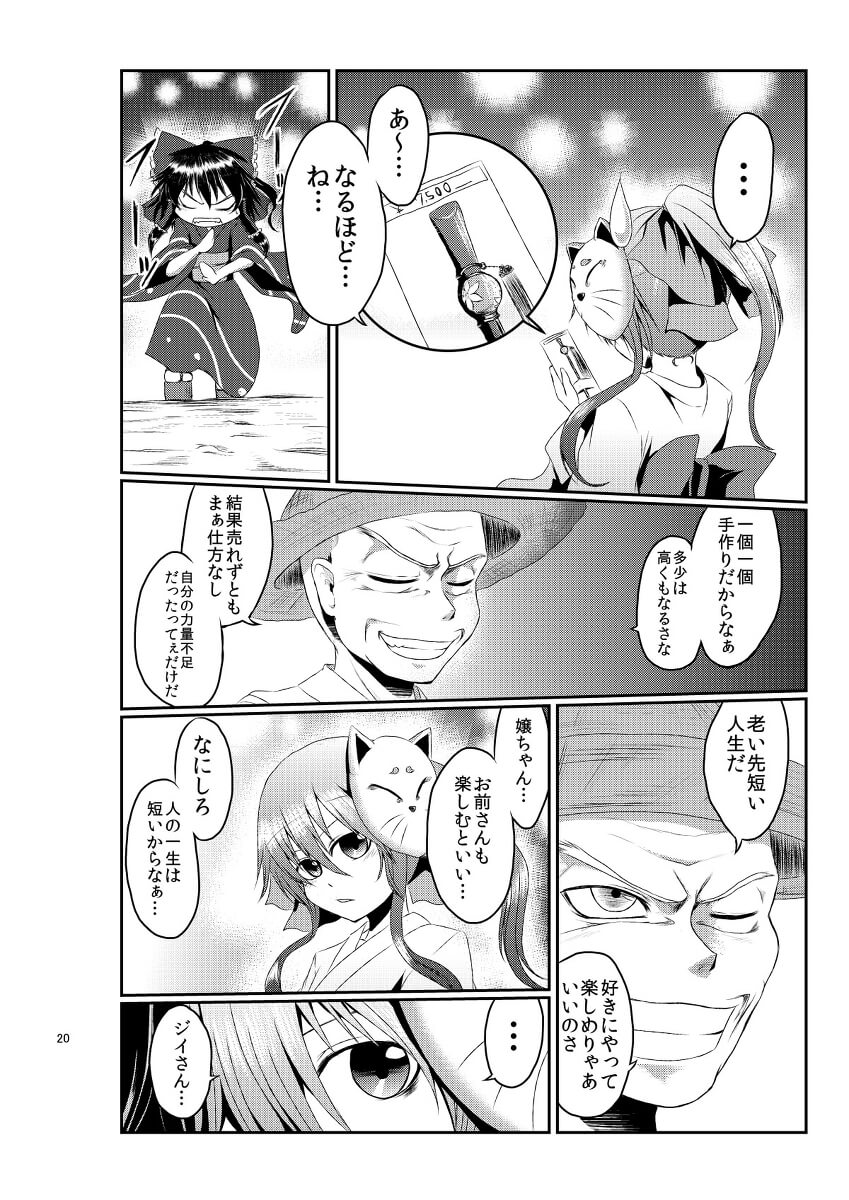 ・・・
あ～…
7500
なるほど…
ね…
一個一個
手作りだからなぁ
多少は
高くもなるさな
結果売れずとも
まぁ仕方なし
自分の力量不足
だったってぇだけだ
老い先短い
人生だ
好きにやって
楽しめりゃあ
いいのさ
嬢ちゃん…
お前さんも
楽しむといい…
なにしろ
人の一生は
短いからなぁ…
・・・
ジイさん…
20